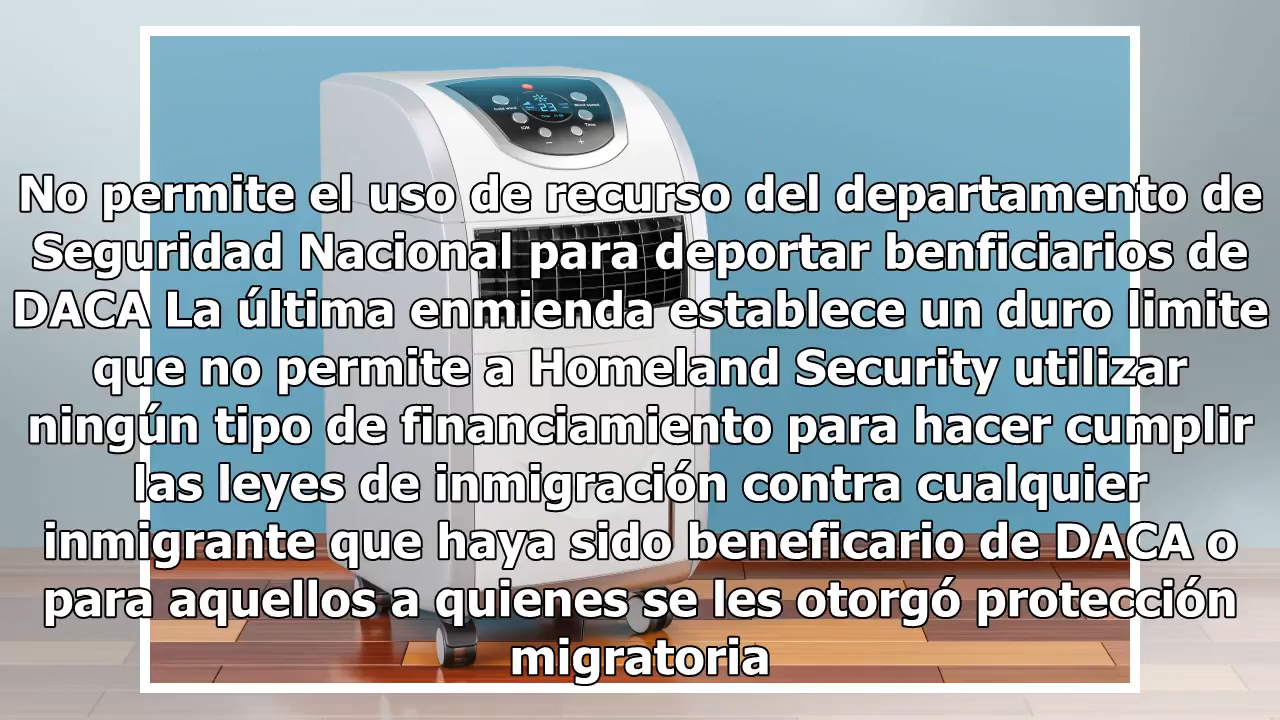 No permite el uso de recurso del departamento de
Seguridad Nacional para deportar benficiarios de
DACA La última enmienda establece un duro limite
que no permite a Homeland Security utilizar
ningún tipo de financiamiento para hacer cumplir
las leyes de inmigración contra cualquier
inmigrante que haya sido beneficario de DACA o
para aquellos a quienes se les otorgó protección
migratoria
23
ION
Time